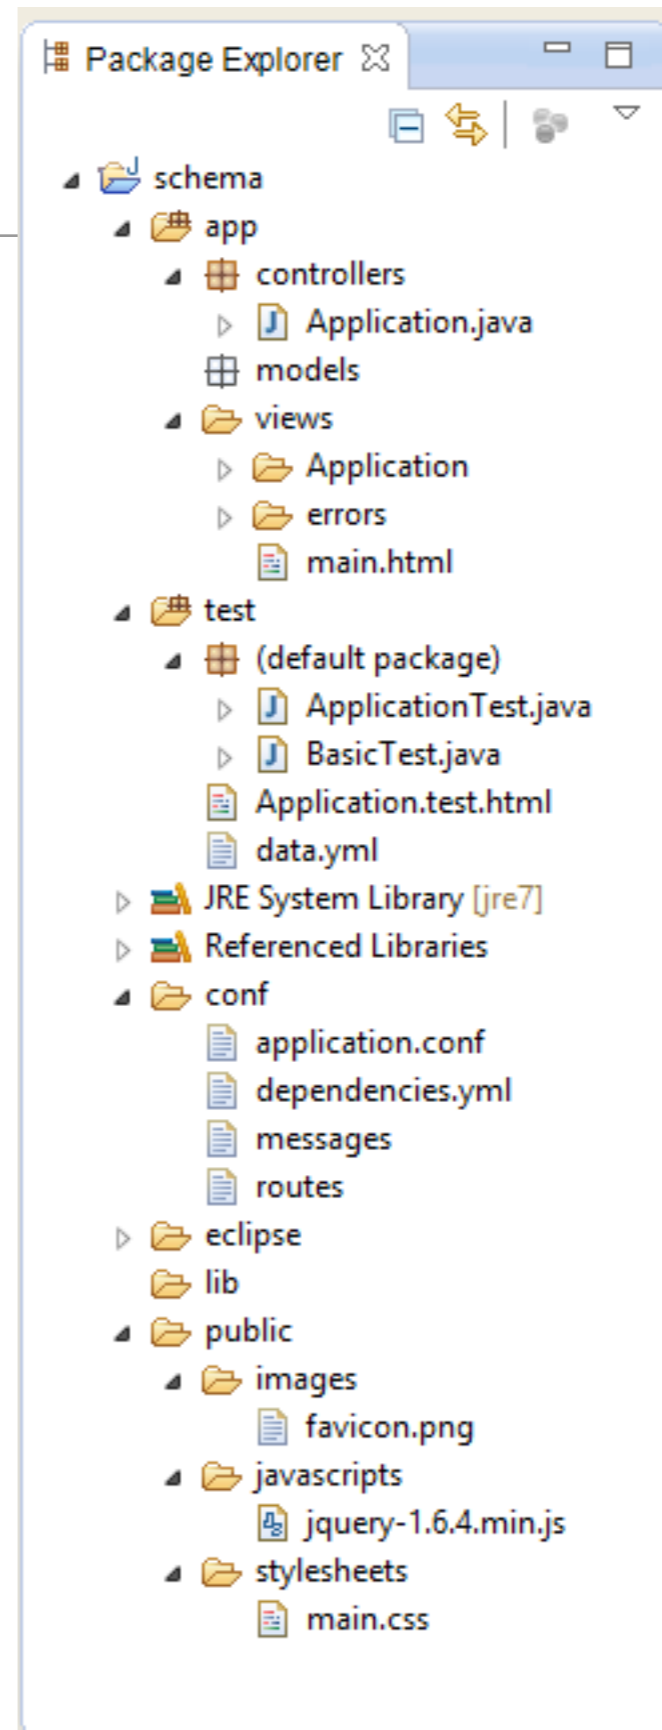 Package Explorer
schema
app
controllers
Application.java
models
views
Application
errors
main.html
test
(default package)
ApplicationTest.java
BasicTest.java
Application.test.html
data.yml
JRE System Library [jre7]
Referenced Libraries
conf
application.conf
dependencies.yml
messages
routes
eclipse
lib
public
images
favicon.png
javascripts
jquery-1.6.4.min.js
stylesheets
main.css